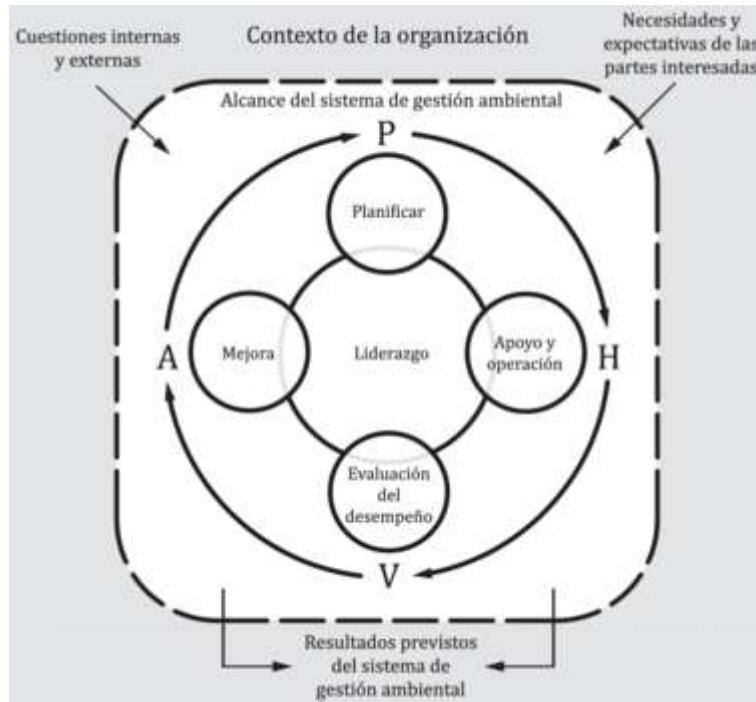 Cuestiones internas
y externas
Contexto de la organización
Necesidades y
expectativas de las
partes interesadas
Alcance del sistema de gestión ambiental
P
Planificar
A
Mejora
Liderazgo
Apoyo y
operación
H
Evaluación
del
desempeño
V
Resultados previstos
del sistema de
gestión ambiental